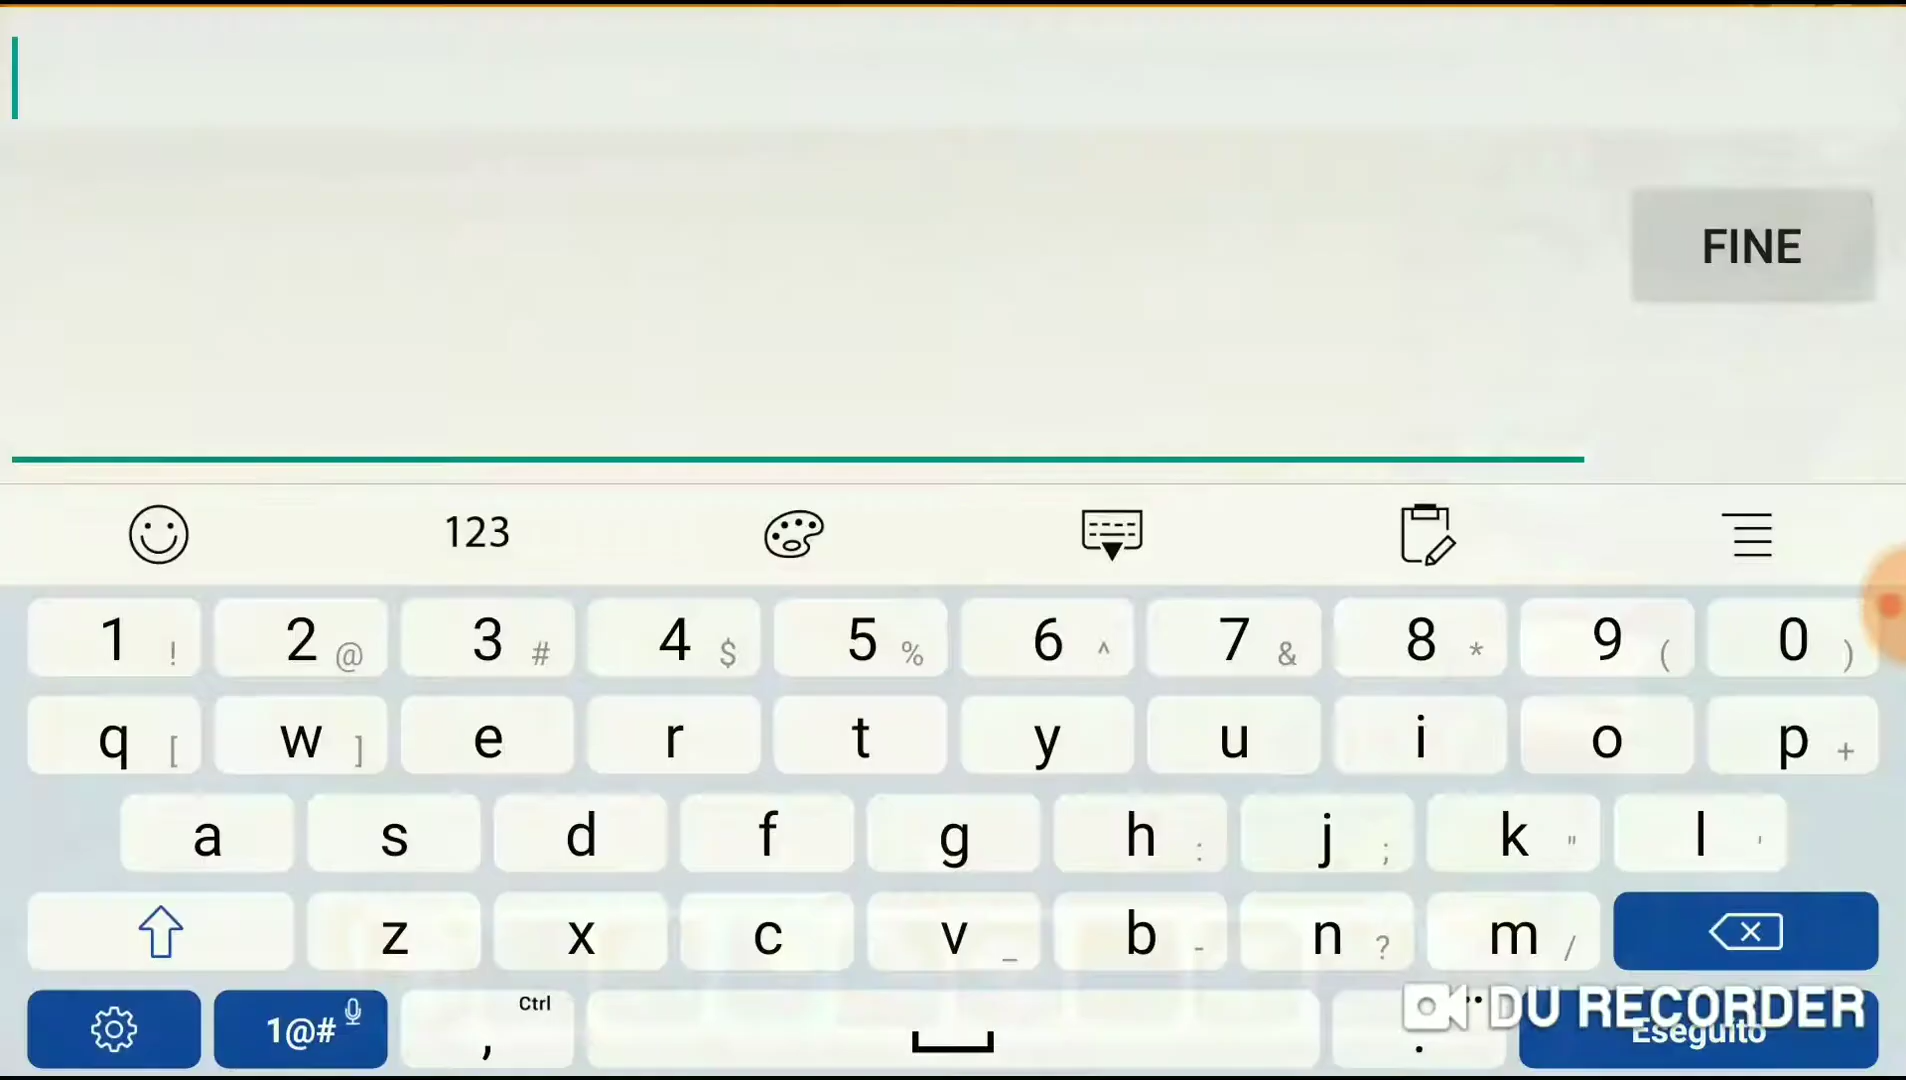 FINE
123
1 ! 2 @ 3 # 4 $ 5 % 6 ^ 7 & 8 * 9 ( 0 )
q [ w ] e r t y u i o p +
a s d f g h : j ; k " l '
z x c v _ b - n ? m /
1@# Ctrl , .
DU RECORDER
Eseguito